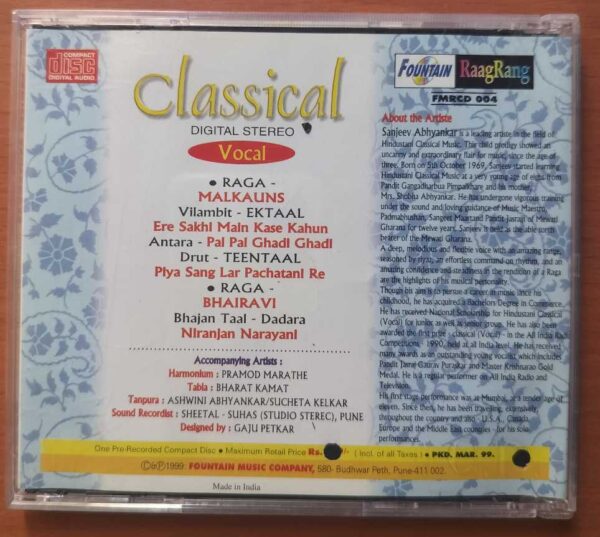 COMPACT
disc
DIGITAL AUDIO
Classical
DIGITAL STEREO
Vocal
• RAGA -
MALKAUNS
Vilambit - EKTAAL
Ere Sakhi Main Kase Kahun
Antara - Pal Pal Ghadi Ghadi
Drut - TEENTAAL
Piya Sang Lar Pachatani Re
• RAGA -
BHAIRAVI
Bhajan Taal - Dadara
Niranjan Narayani
Accompanying Artists :
Harmonium : PRAMOD MARATHE
Tabla : BHARAT KAMAT
Tanpura : ASHWINI ABHYANKAR/SUCHETA KELKAR
Sound Recordist : SHEETAL - SUHAS (STUDIO STEREC), PUNE
Designed by : GAJU PETKAR
FOUNTAIN
RaagRang
FMRCD 004
About the Artiste
Sanjeev Abhyankar is a leading artiste in the field of
Hindustani Classical Music. This child prodigy showed an
uncanny and extraordinary flair for music, since the age of
three. Born on 5th October 1969, Sanjeev started learning
Hindustani Classical Music at a very young age of eight from
Pandit Gangadharbua Pimpalkhare and his mother,
Mrs. Shobha Abhyankar. He has undergone vigorous training
under the sound and loving guidance of Music Maestro,
Padmabhushan, Sangeet Maartand Pandit Jasraj of Mewati
Gharana for twelve years. Sanjeev is held as the able torch
bearer of the Mewati Gharana.
A deep, melodious and flexible voice with an amazing range,
seasoned by riyaz, an effortless command on rhythm, and an
amazing confidence and steadiness in the rendition of a Raga
are the highlights of his musical personality.
Though his aim is to pursue a career in music since his
childhood, he has acquired a Bachelors Degree in Commerce.
He has received National Scholarship for Hindustani Classical
(Vocal) for junior as well as senior group. He has also been
awarded the first prize - classical (Vocal) - in the All India Radio
Competitions - 1990, held at all India level. He has received
many awards as an outstanding young vocalist which includes
Pandit Jasraj Gaurav Puraskar and Master Krishnarao Gold
Medal. He is a regular performer on All India Radio and
Television.
His first stage performance was at Mumbai, at a tender age of
eleven. Since then, he has been travelling, extensively,
throughout the country and also - U.S.A., Canada,
Europe and the Middle East countries - for his solo
performances.
One Pre-Recorded Compact Disc • Maximum Retail Price Rs. /- ( Incl. of all Taxes ) • PKD. MAR. 99.
©℗1999. FOUNTAIN MUSIC COMPANY, 580- Budhwar Peth, Pune-411 002.
Made in India